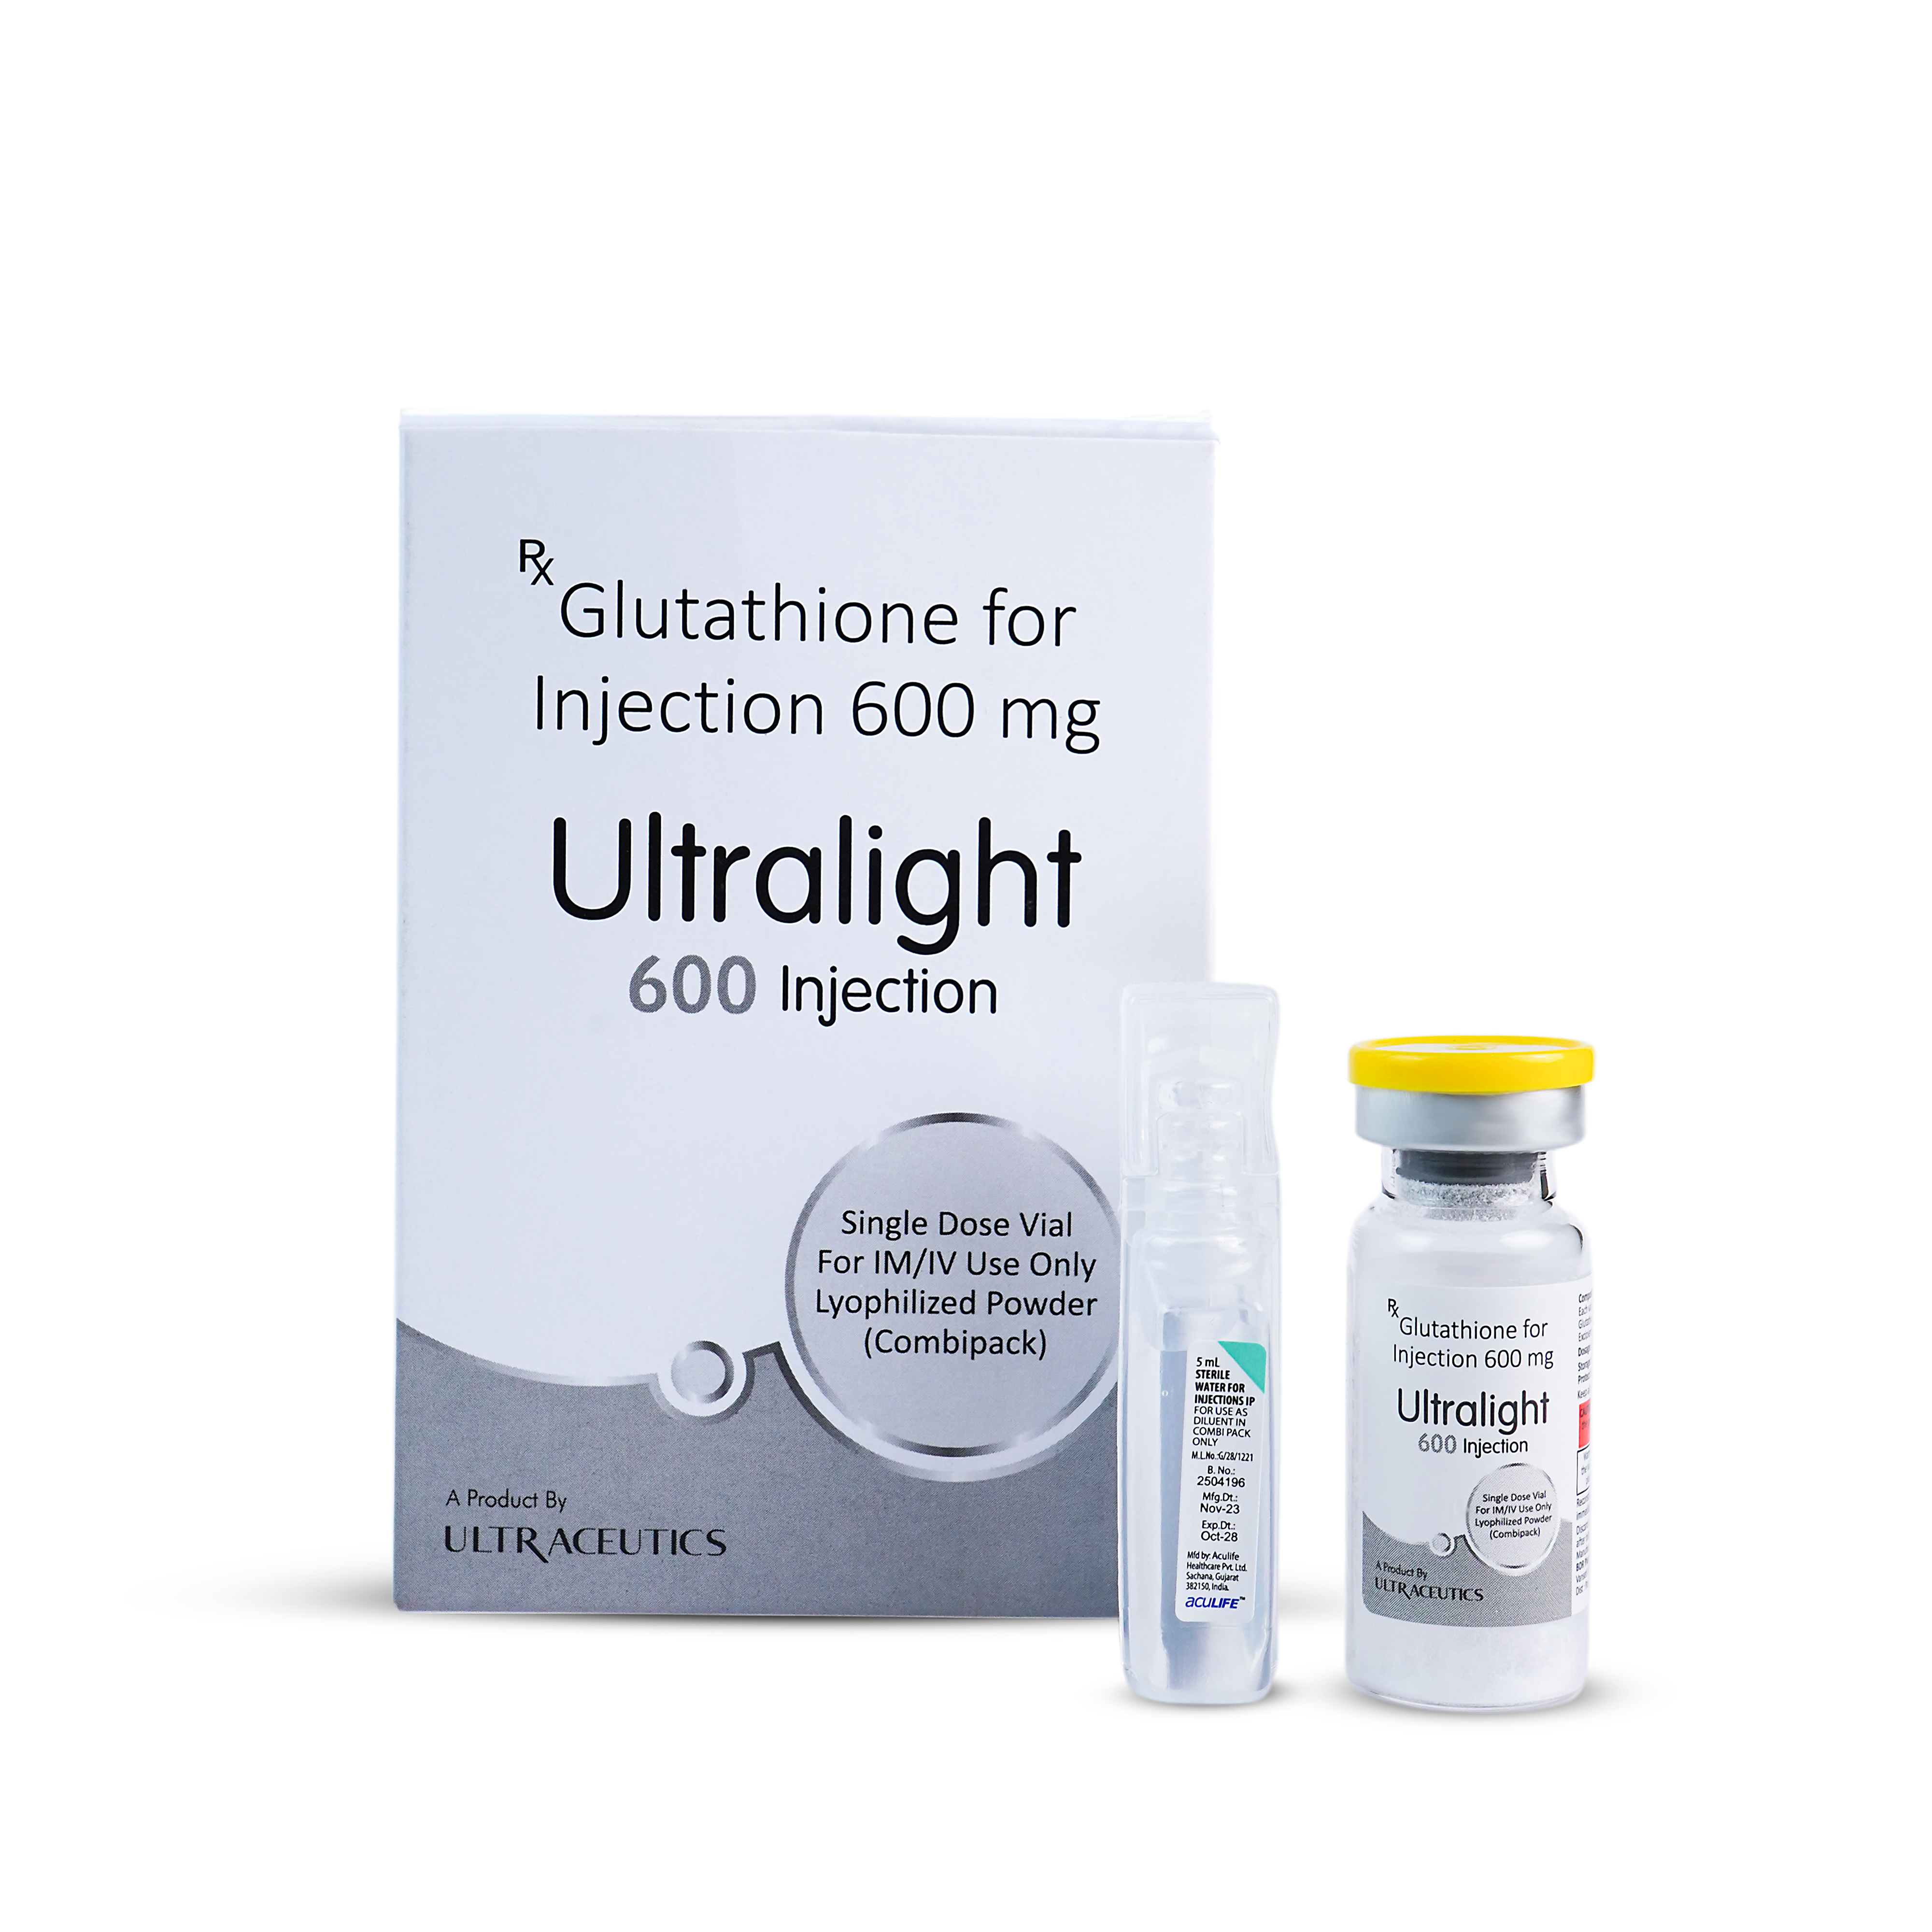 Rx
Glutathione for
Injection 600 mg
Ultralight
600 Injection
Single Dose Vial
For IM/IV Use Only
Lyophilized Powder
(Combipack)
A Product By
ULTRACEUTICS
5 mL
STERILE
WATER FOR
INJECTIONS IP
FOR USE AS
DILUENT IN
COMBI PACK
ONLY
M.L.No.:G/28/1221
B. No.:
2504196
Mfg.Dt.:
Nov-23
Exp.Dt.:
Oct-28
Mfd by: Aculife
Healthcare Pvt. Ltd.
Sachana, Gujarat
382150, India.
acuLIFE™
Rx
Glutathione for
Injection 600 mg
Ultralight
600 Injection
Single Dose Vial
For IM/IV Use Only
Lyophilized Powder
(Combipack)
A Product By
ULTRACEUTICS